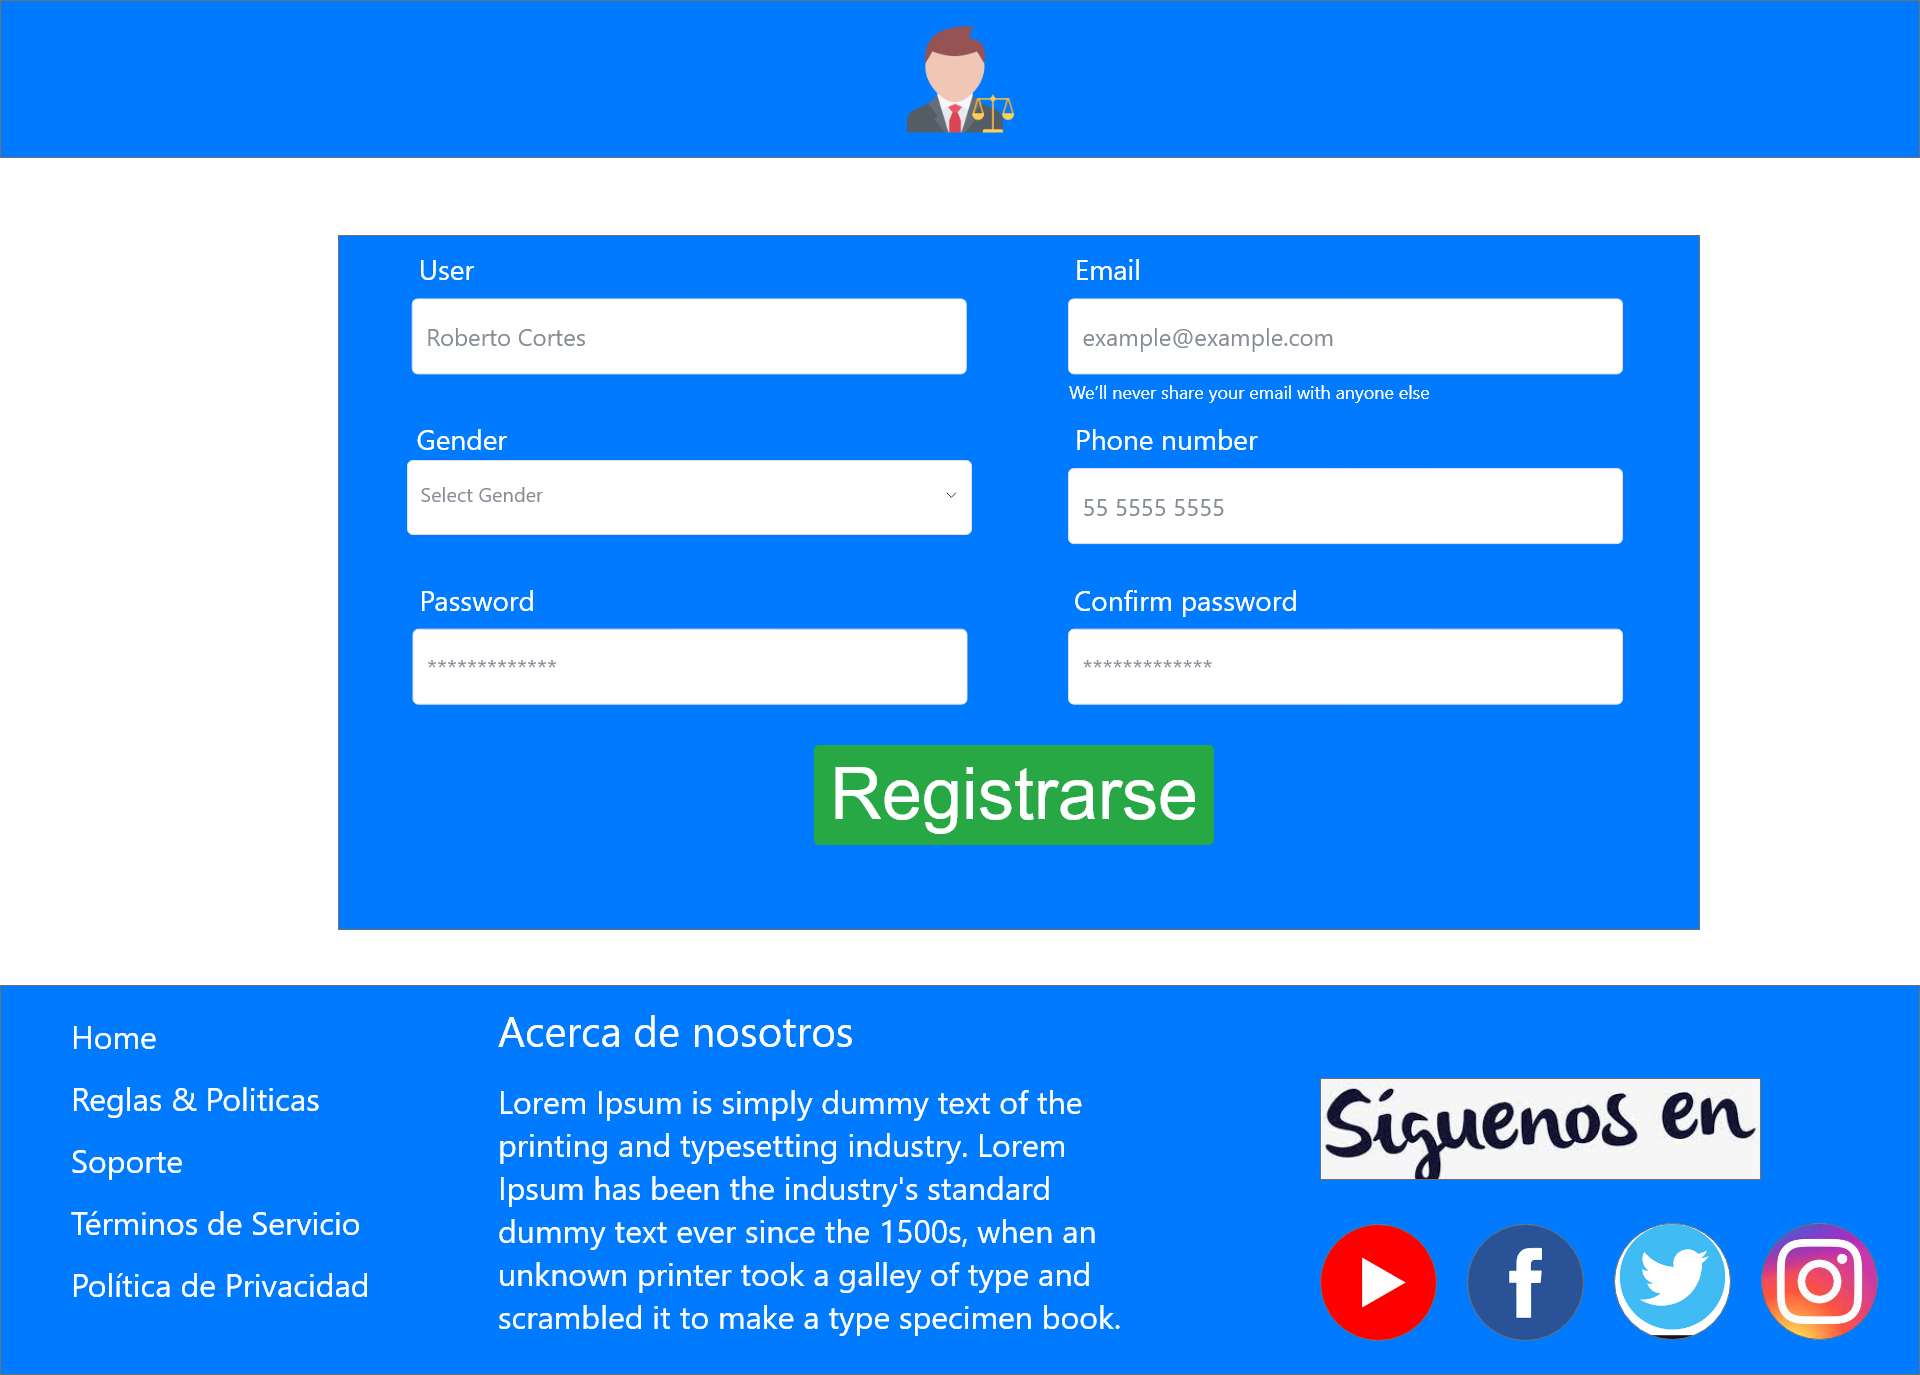 User
Email
Roberto Cortes
example@example.com
We'll never share your email with anyone else
Gender
Phone number
Select Gender
55 5555 5555
Password
Confirm password
*************
*************
Registrarse
Home
Reglas & Politicas
Soporte
Términos de Servicio
Política de Privacidad
Acerca de nosotros
Lorem Ipsum is simply dummy text of the
printing and typesetting industry. Lorem
Ipsum has been the industry's standard
dummy text ever since the 1500s, when an
unknown printer took a galley of type and
scrambled it to make a type specimen book.
Síguenos en